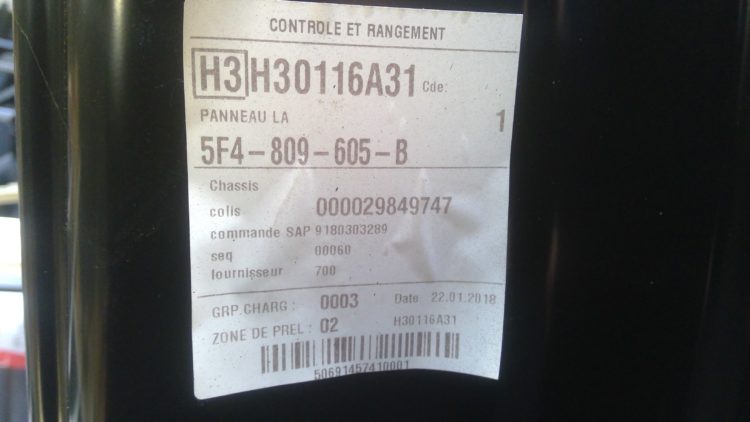 CONTROLE ET RANGEMENT
H3 H30116A31 Cde:
PANNEAU LA 1
5F4-809-605-B
Chassis
colis 000029849747
commande SAP 9180303289
seq 00060
fournisseur 700
GRP.CHARG : 0003 Date 22.01.2018
ZONE DE PREL : 02 H30116A31
50691457410001